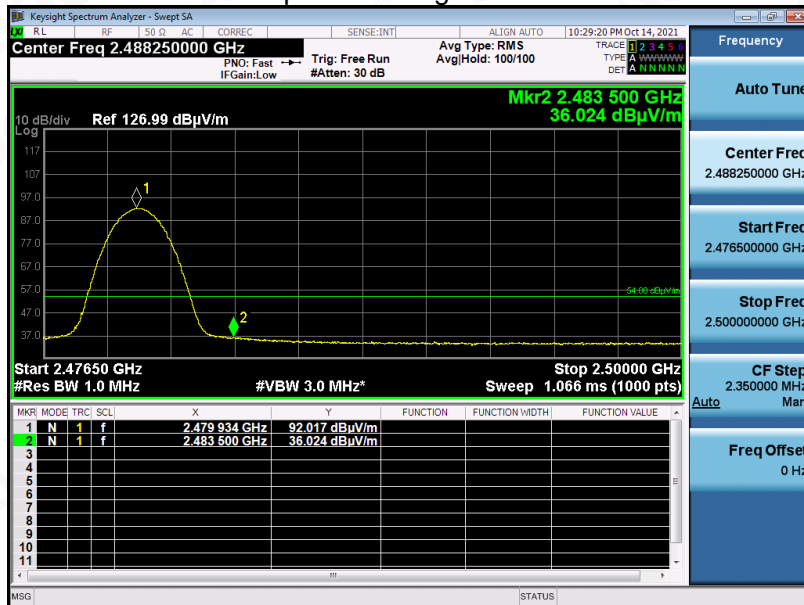 Keysight Spectrum Analyzer - Swept SA
LXI RL RF 50 Ω AC CORREC SENSE:INT ALIGN AUTO 10:29:20 PM Oct 14, 2021
Center Freq 2.488250000 GHz
PNO: Fast Trig: Free Run Avg Type: RMS TRACE 1 2 3 4 5 6
IFGain:Low #Atten: 30 dB Avg|Hold: 100/100 TYPE A WWWWW
DET A N N N N N
Mkr2 2.483 500 GHz
36.024 dBµV/m
10 dB/div Ref 126.99 dBµV/m
Log
117
107
97.0
87.0
77.0
67.0
57.0
47.0
37.0
1
2
54.00 dBµV/m
Start 2.47650 GHz Stop 2.50000 GHz
#Res BW 1.0 MHz #VBW 3.0 MHz* Sweep 1.066 ms (1000 pts)
MKR MODE TRC SCL X Y FUNCTION FUNCTION WIDTH FUNCTION VALUE
1 N 1 f 2.479 934 GHz 92.017 dBµV/m
2 N 1 f 2.483 500 GHz 36.024 dBµV/m
3
4
5
6
7
8
9
10
11
MSG STATUS
Frequency
Auto Tune
Center Freq
2.488250000 GHz
Start Freq
2.476500000 GHz
Stop Freq
2.500000000 GHz
CF Step
2.350000 MHz
Auto Man
Freq Offset
0 Hz